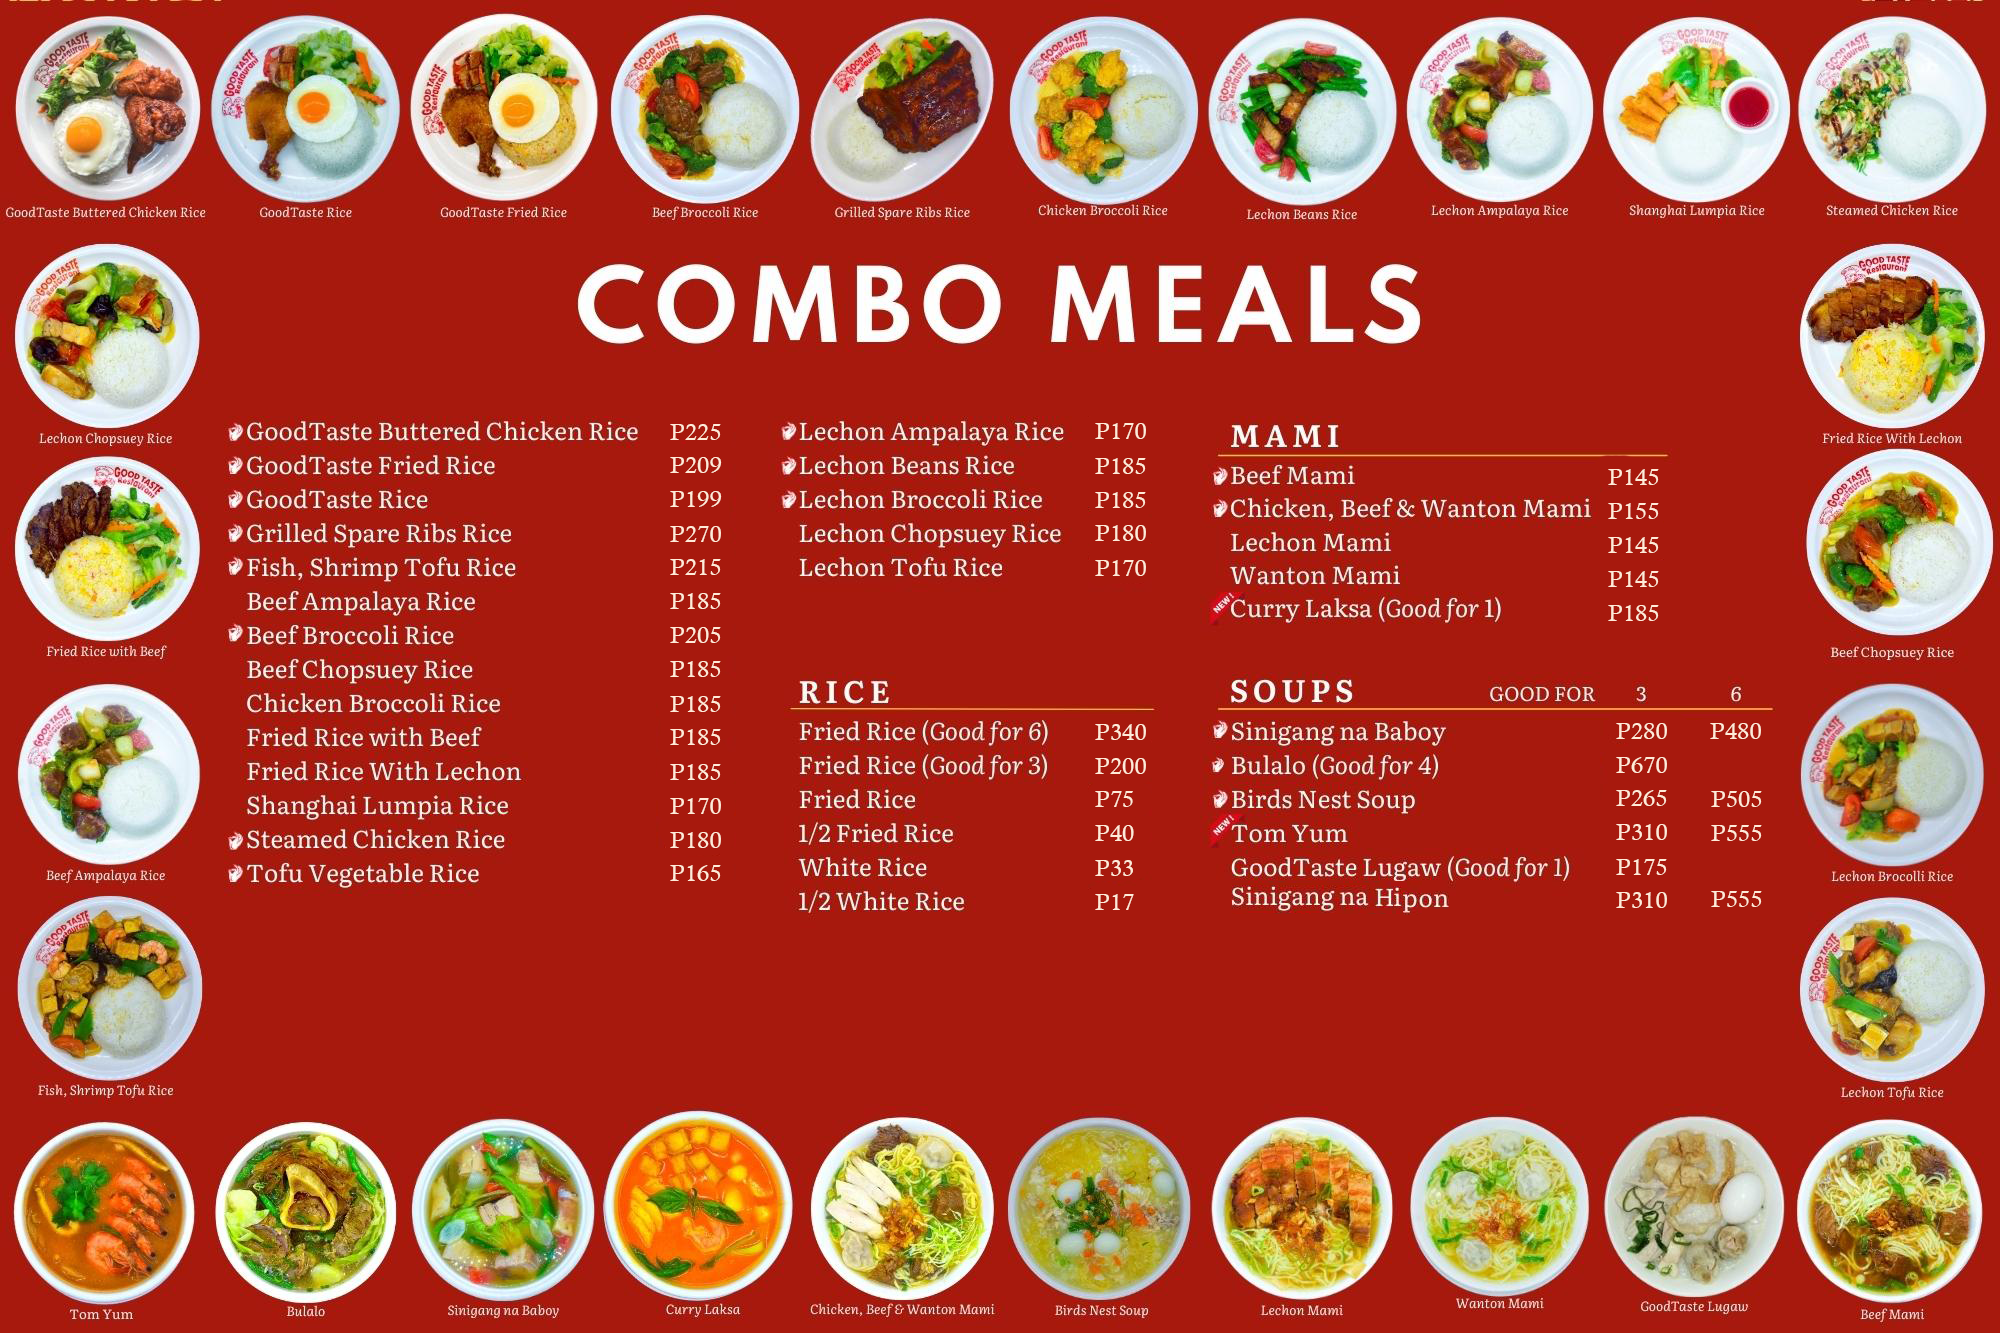 GoodTaste Buttered Chicken Rice
GoodTaste Rice
GoodTaste Fried Rice
Beef Broccoli Rice
Grilled Spare Ribs Rice
Chicken Broccoli Rice
Lechon Beans Rice
Lechon Ampalaya Rice
Shanghai Lumpia Rice
Steamed Chicken Rice
Lechon Chopsuey Rice
Fried Rice with Beef
Beef Ampalaya Rice
Fish, Shrimp Tofu Rice
COMBO MEALS
GoodTaste Buttered Chicken Rice P225
GoodTaste Fried Rice P209
GoodTaste Rice P199
Grilled Spare Ribs Rice P270
Fish, Shrimp Tofu Rice P215
Beef Ampalaya Rice P185
Beef Broccoli Rice P205
Beef Chopsuey Rice P185
Chicken Broccoli Rice P185
Fried Rice with Beef P185
Fried Rice With Lechon P185
Shanghai Lumpia Rice P170
Steamed Chicken Rice P180
Tofu Vegetable Rice P165
Lechon Ampalaya Rice P170
Lechon Beans Rice P185
Lechon Broccoli Rice P185
Lechon Chopsuey Rice P180
Lechon Tofu Rice P170
RICE
Fried Rice (Good for 6) P340
Fried Rice (Good for 3) P200
Fried Rice P75
1/2 Fried Rice P40
White Rice P33
1/2 White Rice P17
MAMI
Beef Mami P145
Chicken, Beef & Wanton Mami P155
Lechon Mami P145
Wanton Mami P145
NEW! Curry Laksa (Good for 1) P185
SOUPS GOOD FOR 3 6
Sinigang na Baboy P280 P480
Bulalo (Good for 4) P670
Birds Nest Soup P265 P505
NEW! Tom Yum P310 P555
GoodTaste Lugaw (Good for 1) P175
Sinigang na Hipon P310 P555
Fried Rice With Lechon
Beef Chopsuey Rice
Lechon Brocolli Rice
Lechon Tofu Rice
Tom Yum
Bulalo
Sinigang na Baboy
Curry Laksa
Chicken, Beef & Wanton Mami
Birds Nest Soup
Lechon Mami
Wanton Mami
GoodTaste Lugaw
Beef Mami
GOOD TASTE
Restaurant